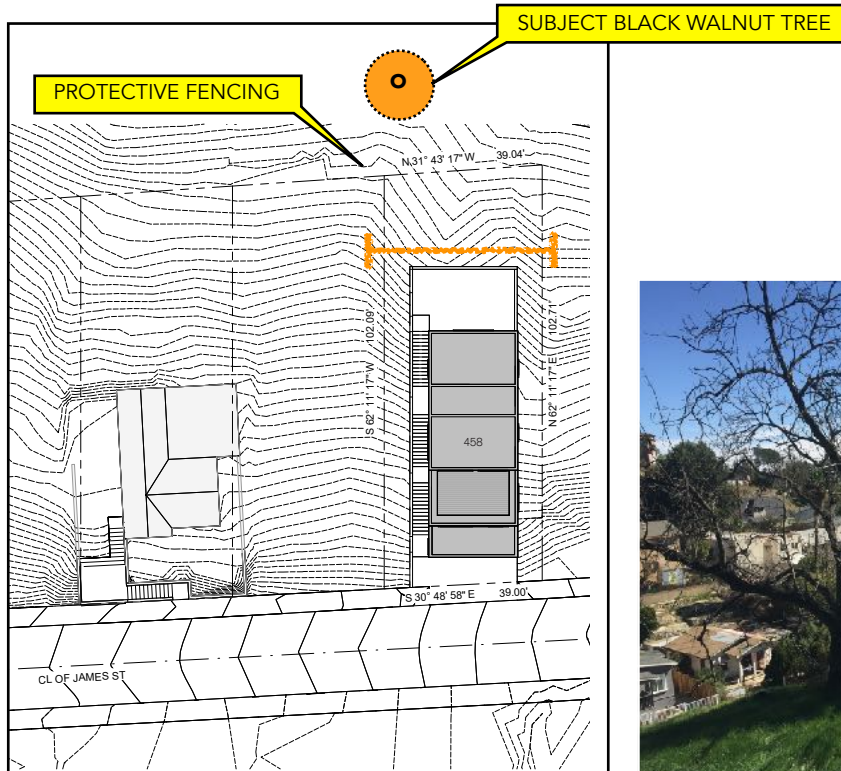 SUBJECT BLACK WALNUT TREE
PROTECTIVE FENCING
N 31° 43' 17" W 39.04'
S 62° 11' 17" W 102.09'
N 62° 11' 17" E 102.71'
458
S 30° 48' 58" E 39.00'
CL OF JAMES ST